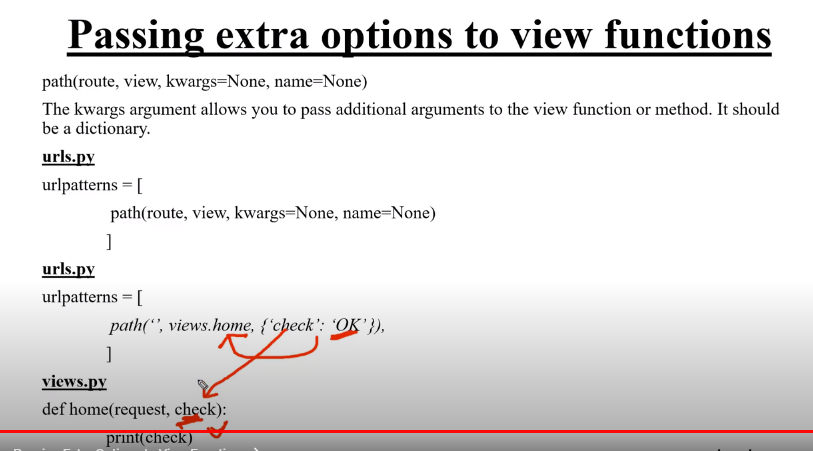 Passing extra options to view functions
path(route, view, kwargs=None, name=None)
The kwargs argument allows you to pass additional arguments to the view function or method. It should
be a dictionary.
urls.py
urlpatterns = [
path(route, view, kwargs=None, name=None)
]
urls.py
urlpatterns = [
path(‘’, views.home, {‘check’: ‘OK’}),
]
views.py
def home(request, check):
print(check)